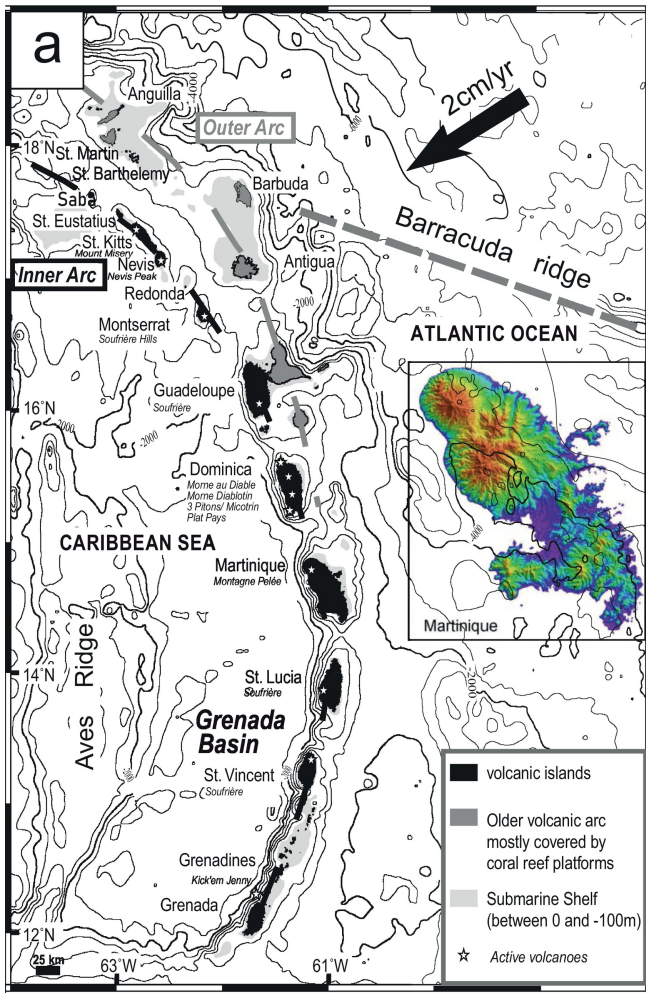 a
Anguilla
-4000
Outer Arc
2cm/yr
4000
18°N
St. Martin
St. Barthelemy
Barbuda
Saba
St. Eustatius
St. Kitts
Mount Misery
Nevis
Nevis Peak
Inner Arc
Antigua
Barracuda ridge
Redonda
-2000
Montserrat
Soufrière Hills
ATLANTIC OCEAN
Guadeloupe
Soufrière
16°N
-2000
-2000
Dominica
Morne au Diable
Morne Diablotin
3 Pitons/ Micotrin
Plat Pays
-4000
CARIBBEAN SEA
Martinique
Montagne Pelée
Martinique
Aves Ridge
14°N
St. Lucia
Soufrière
-2000
Grenada
Basin
St. Vincent
Soufrière
Grenadines
Kick'em Jenny
Grenada
12°N
25 km
63°W
61°W
volcanic islands
Older volcanic arc
mostly covered by
coral reef platforms
Submarine Shelf
(between 0 and -100m)
Active volcanoes